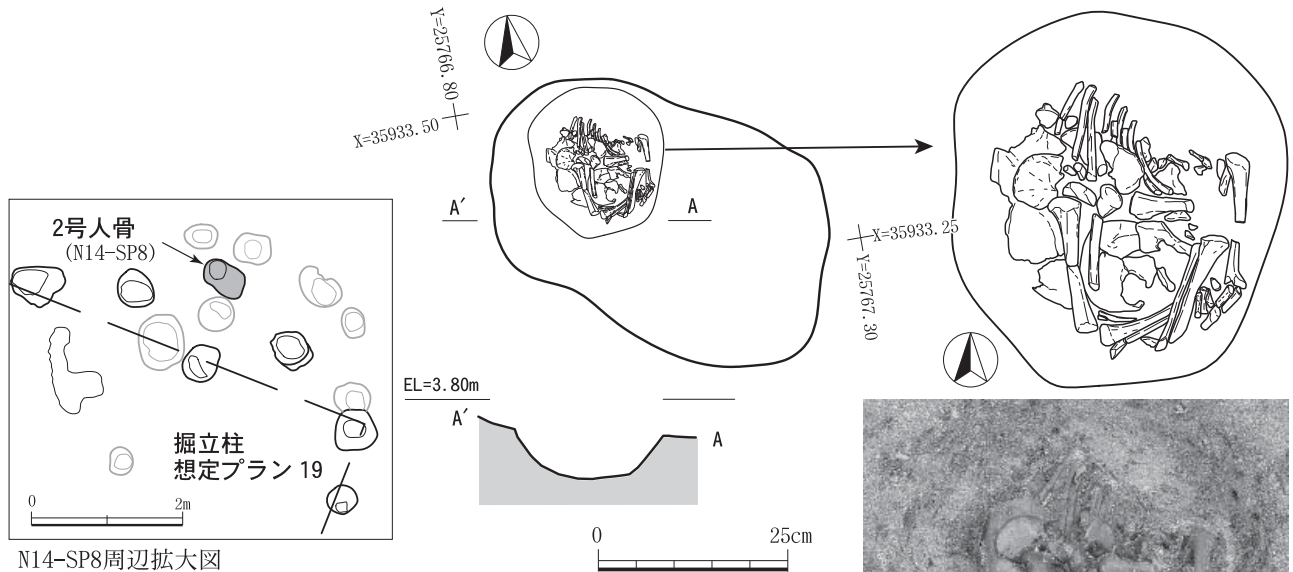 Y=25766.80
X=35933.50
A′
A
X=35933.25
Y=25767.30
2号人骨
(N14-SP8)
掘立柱
想定プラン 19
0
2m
N14-SP8周辺拡大図
EL=3.80m
A′
A
0
25cm